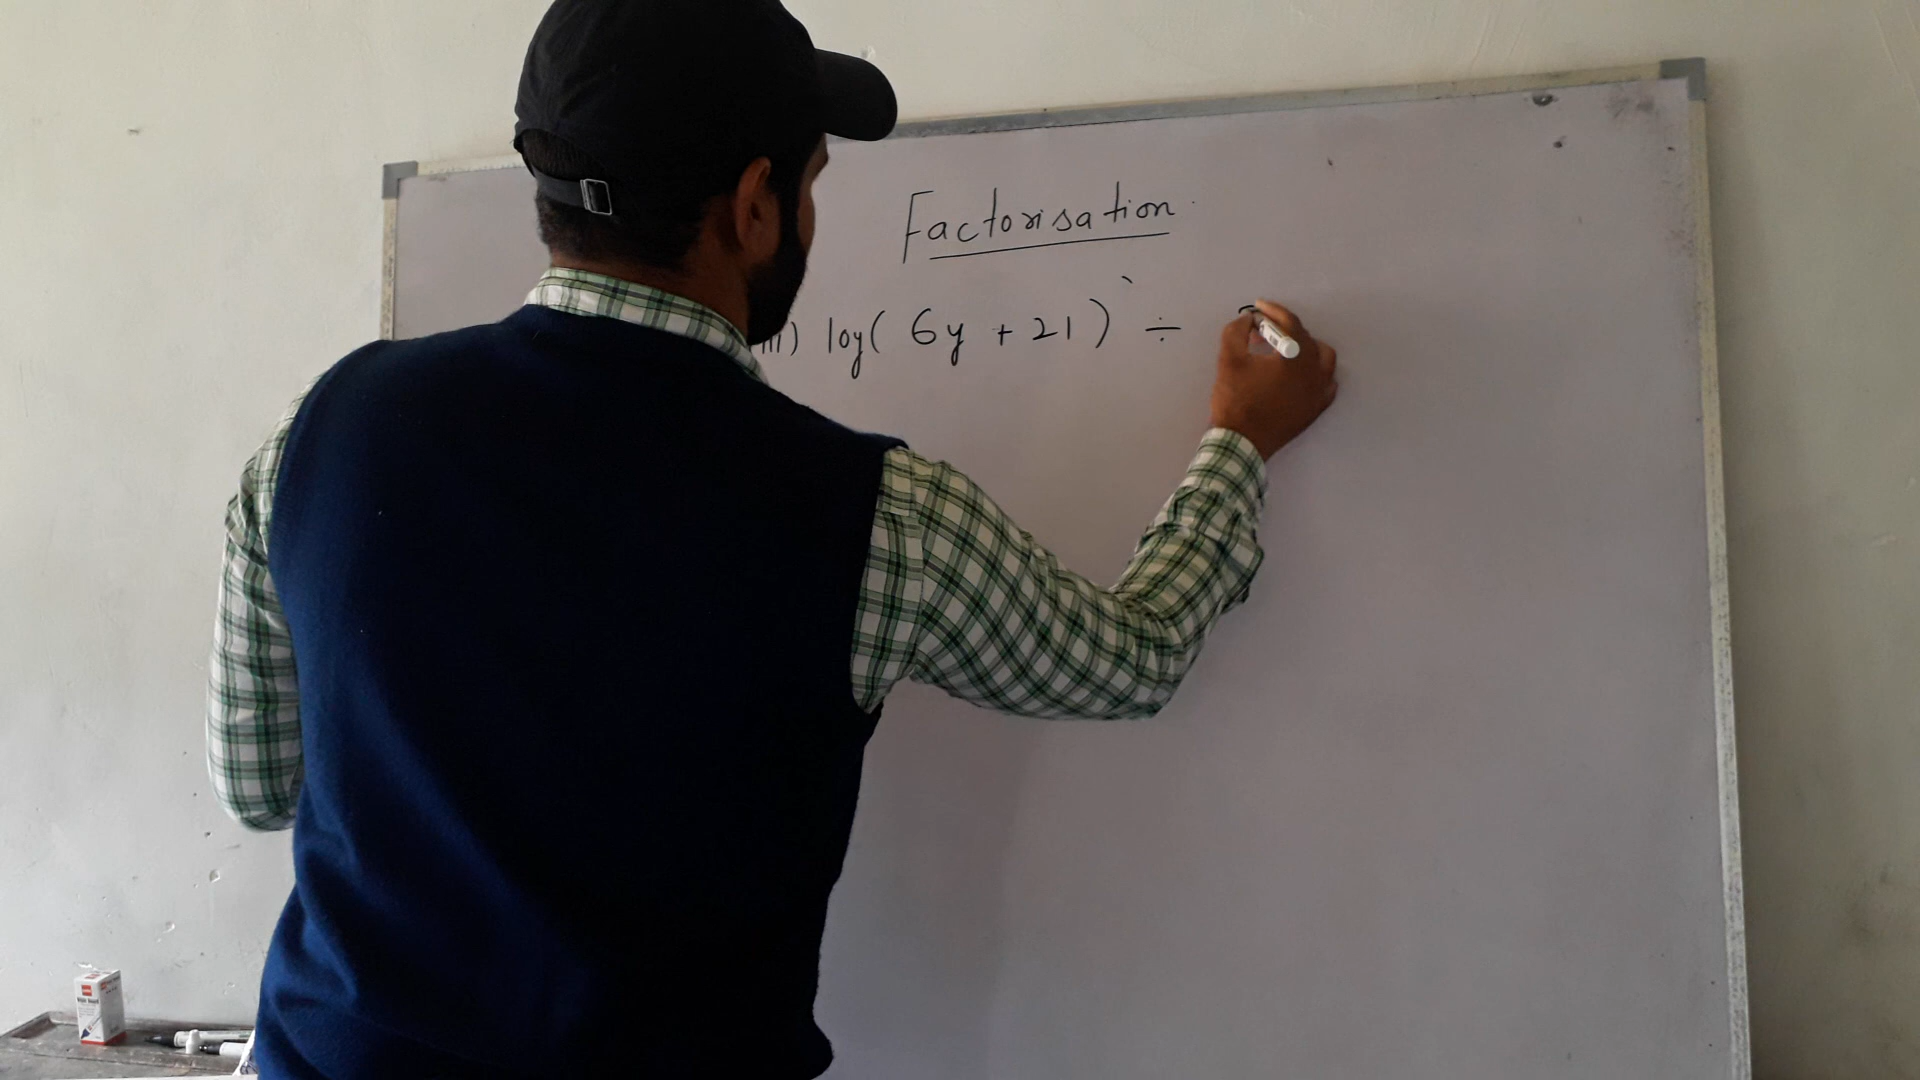 Factorisation
iii) loy( 6y + 21) ÷